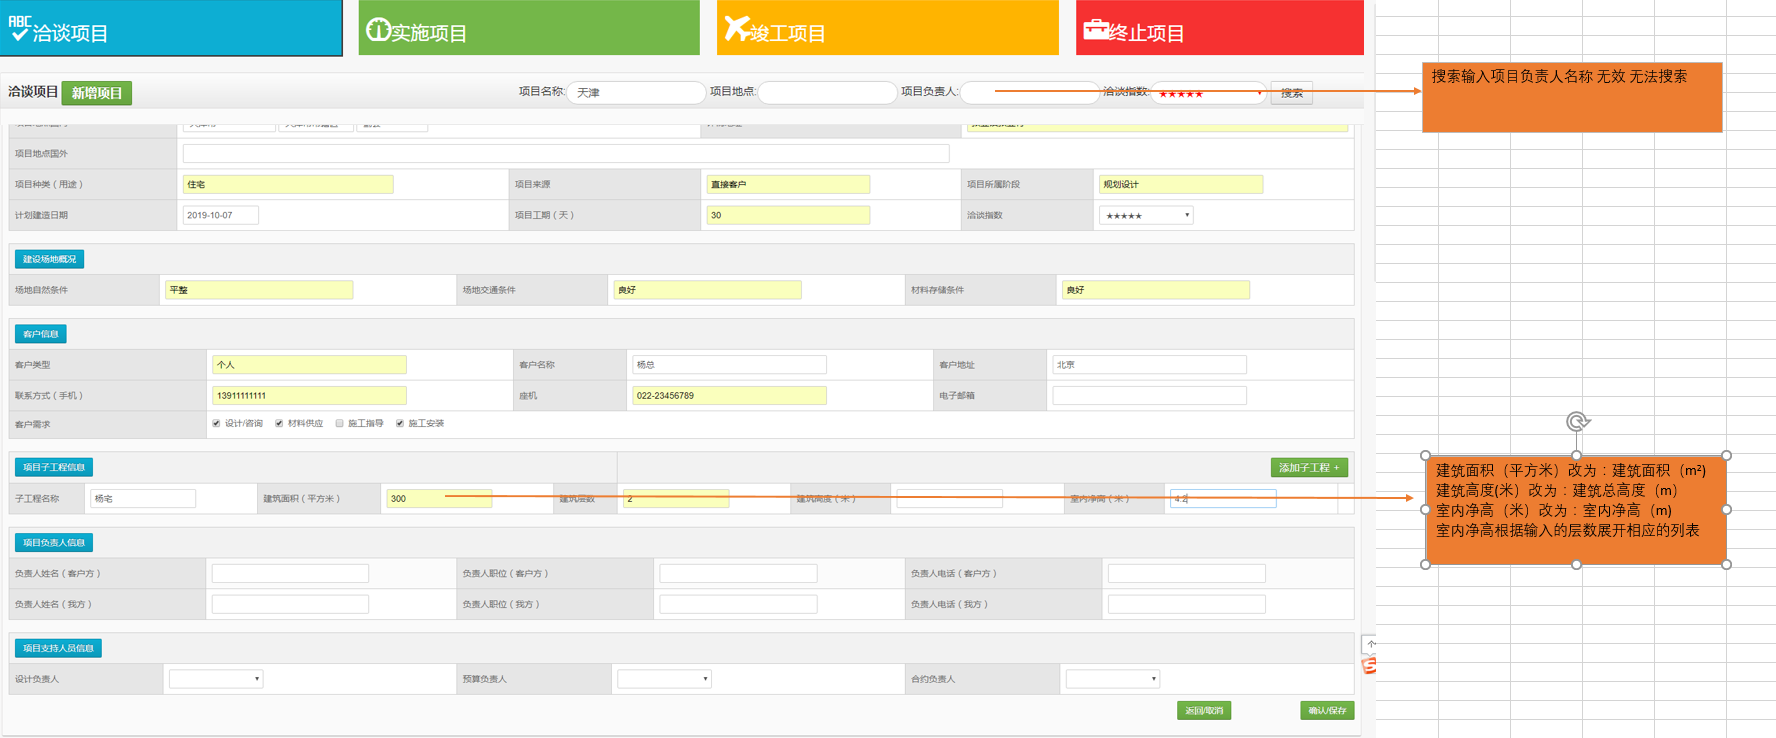 ABC
洽谈项目
实施项目
竣工项目
终止项目
洽谈项目 新增项目 项目名称: 天津 项目地点: 项目负责人: 洽谈指数: ★★★★★ 搜索
搜索输入项目负责人名称 无效 无法搜索
项目地点国外
项目种类（用途） 住宅 项目来源 直接客户 项目所属阶段 规划设计
计划建造日期 2019-10-07 项目工期（天） 30 洽谈指数 ★★★★★
建设场地概况
场地自然条件 平整 场地交通条件 良好 材料存储条件 良好
客户信息
客户类型 个人 客户名称 杨总 客户地址 北京
联系方式（手机） 13911111111 座机 022-23456789 电子邮箱
客户需求 设计/咨询 材料供应 施工指导 施工安装
项目子工程信息 添加子工程 +
子工程名称 杨宅 建筑面积（平方米） 300 建筑层数 2 建筑高度（米） 室内净高（米） 4.2
建筑面积（平方米）改为：建筑面积（m²)
建筑高度(米）改为：建筑总高度（m）
室内净高（米）改为：室内净高（m)
室内净高根据输入的层数展开相应的列表
项目负责人信息
负责人姓名（客户方） 负责人职位（客户方） 负责人电话（客户方）
负责人姓名（我方） 负责人职位（我方） 负责人电话（我方）
项目支持人员信息
设计负责人 预算负责人 合约负责人
返回/取消 确认/保存